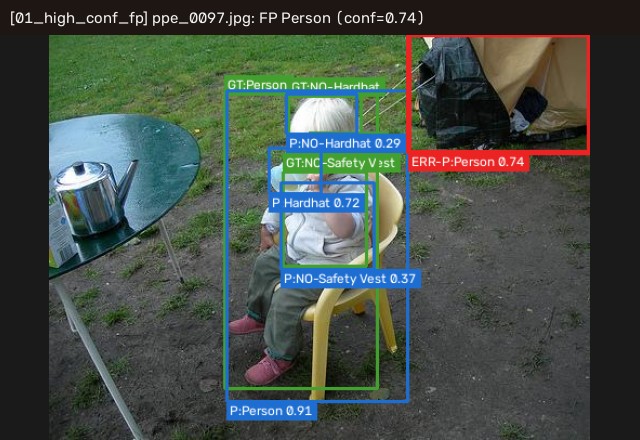 [01_high_conf_fp] ppe_0097.jpg: FP Person (conf=0.74)
GT:Person
GT:NO-Hardhat
P:NO-Hardhat 0.29
GT:NO-Safety Vest
ERR-P:Person 0.74
P Hardhat 0.72
P:NO-Safety Vest 0.37
P:Person 0.91